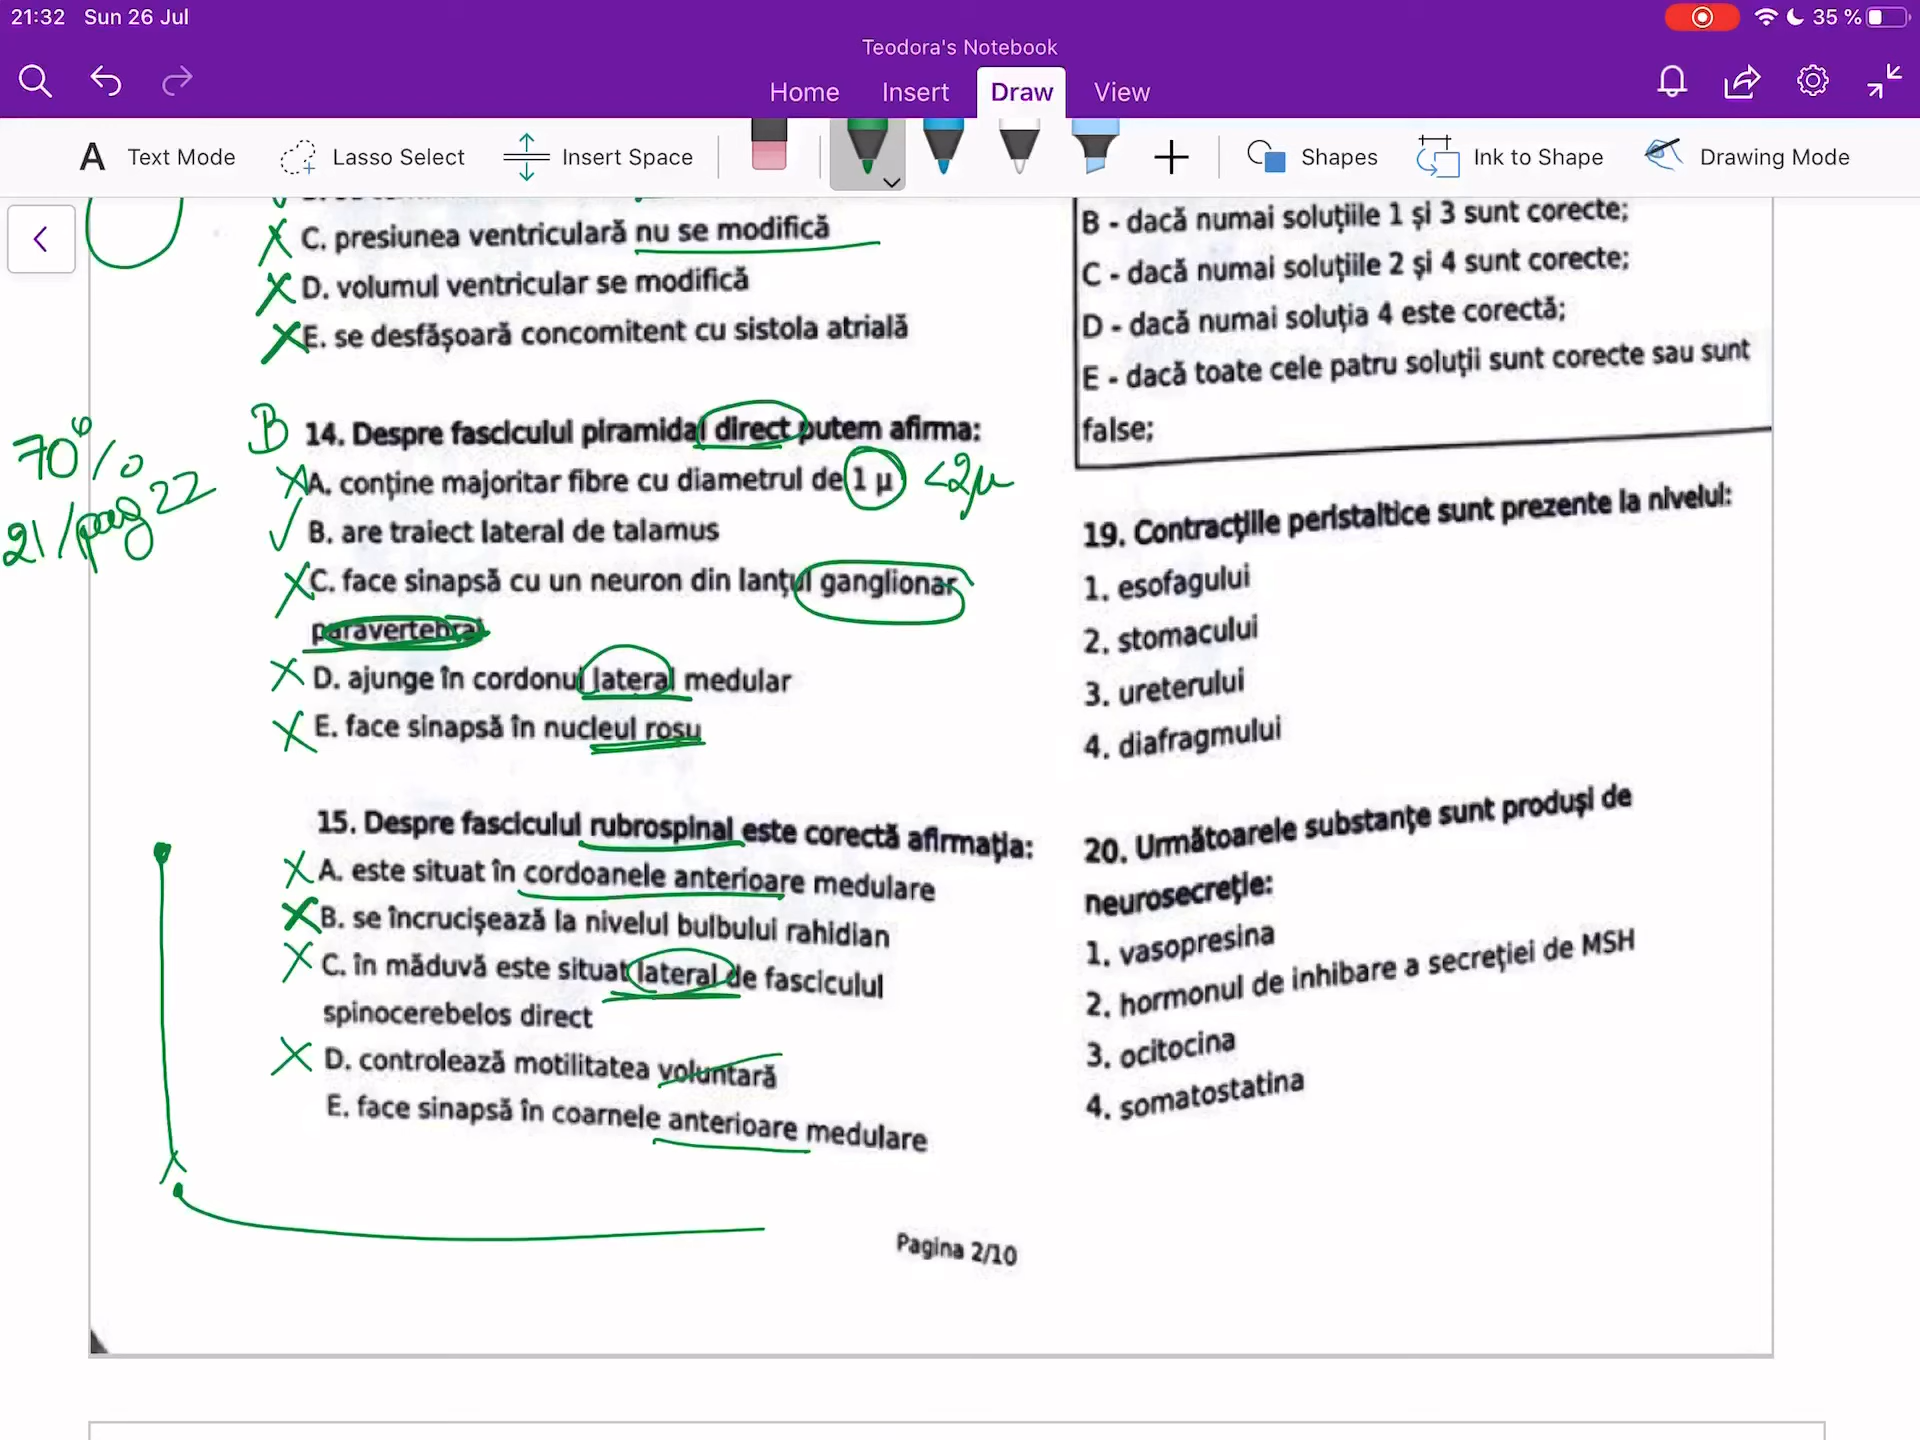 21:32 Sun 26 Jul
35 %
Teodora's Notebook
Home Insert Draw View
A Text Mode Lasso Select Insert Space Shapes Ink to Shape Drawing Mode
C. presiunea ventriculară nu se modifică
D. volumul ventricular se modifică
E. se desfășoară concomitent cu sistola atrială
70%
21/pag 22
B 14. Despre fasciculul piramidal direct putem afirma:
A. conține majoritar fibre cu diametrul de 1 µ <2µ
B. are traiect lateral de talamus
C. face sinapsă cu un neuron din lanțul ganglionar
paravertebral
D. ajunge în cordonul lateral medular
E. face sinapsă în nucleul rosu
15. Despre fasciculul rubrospinal este corectă afirmația:
A. este situat în cordoanele anterioare medulare
B. se încrucișează la nivelul bulbului rahidian
C. în măduvă este situat lateral de fasciculul
spinocerebelos direct
D. controlează motilitatea voluntară
E. face sinapsă în coarnele anterioare medulare
B - dacă numai soluțiile 1 și 3 sunt corecte;
C - dacă numai soluțiile 2 și 4 sunt corecte;
D - dacă numai soluția 4 este corectă;
E - dacă toate cele patru soluții sunt corecte sau sunt
false;
19. Contracțiile peristaltice sunt prezente la nivelul:
1. esofagului
2. stomacului
3. ureterului
4. diafragmului
20. Următoarele substanțe sunt produși de
neurosecreție:
1. vasopresina
2. hormonul de inhibare a secreției de MSH
3. ocitocina
4. somatostatina
Pagina 2/10